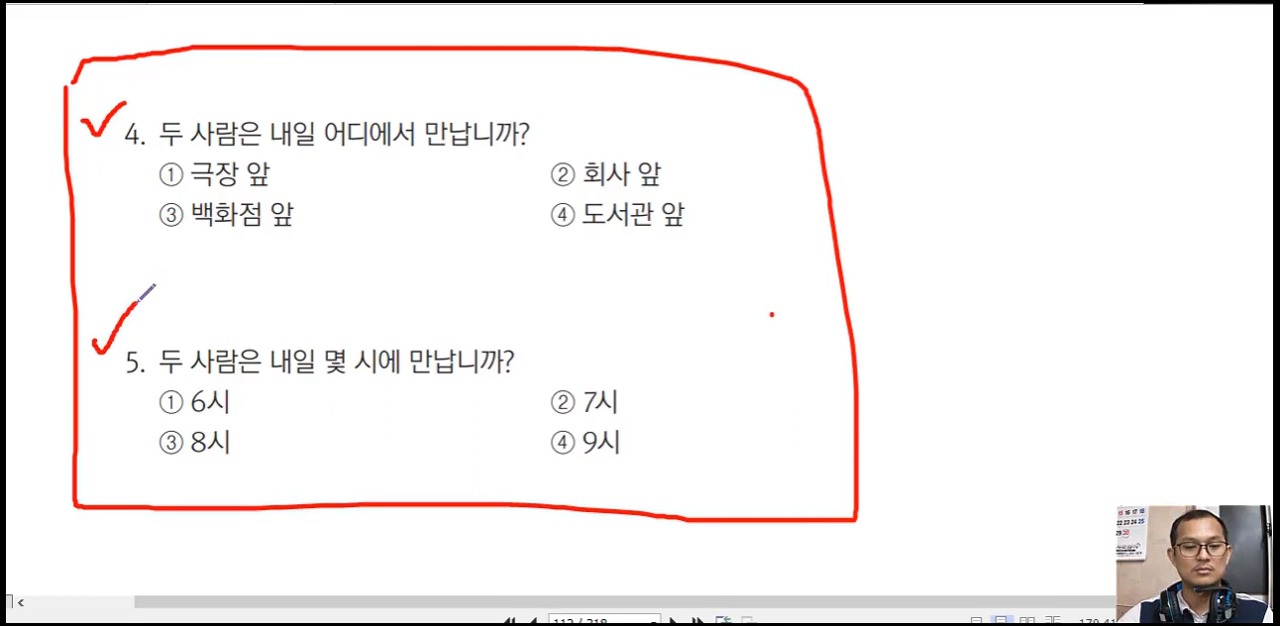 4. 두 사람은 내일 어디에서 만납니까?
① 극장 앞 ② 회사 앞
③ 백화점 앞 ④ 도서관 앞
5. 두 사람은 내일 몇 시에 만납니까?
① 6시 ② 7시
③ 8시 ④ 9시